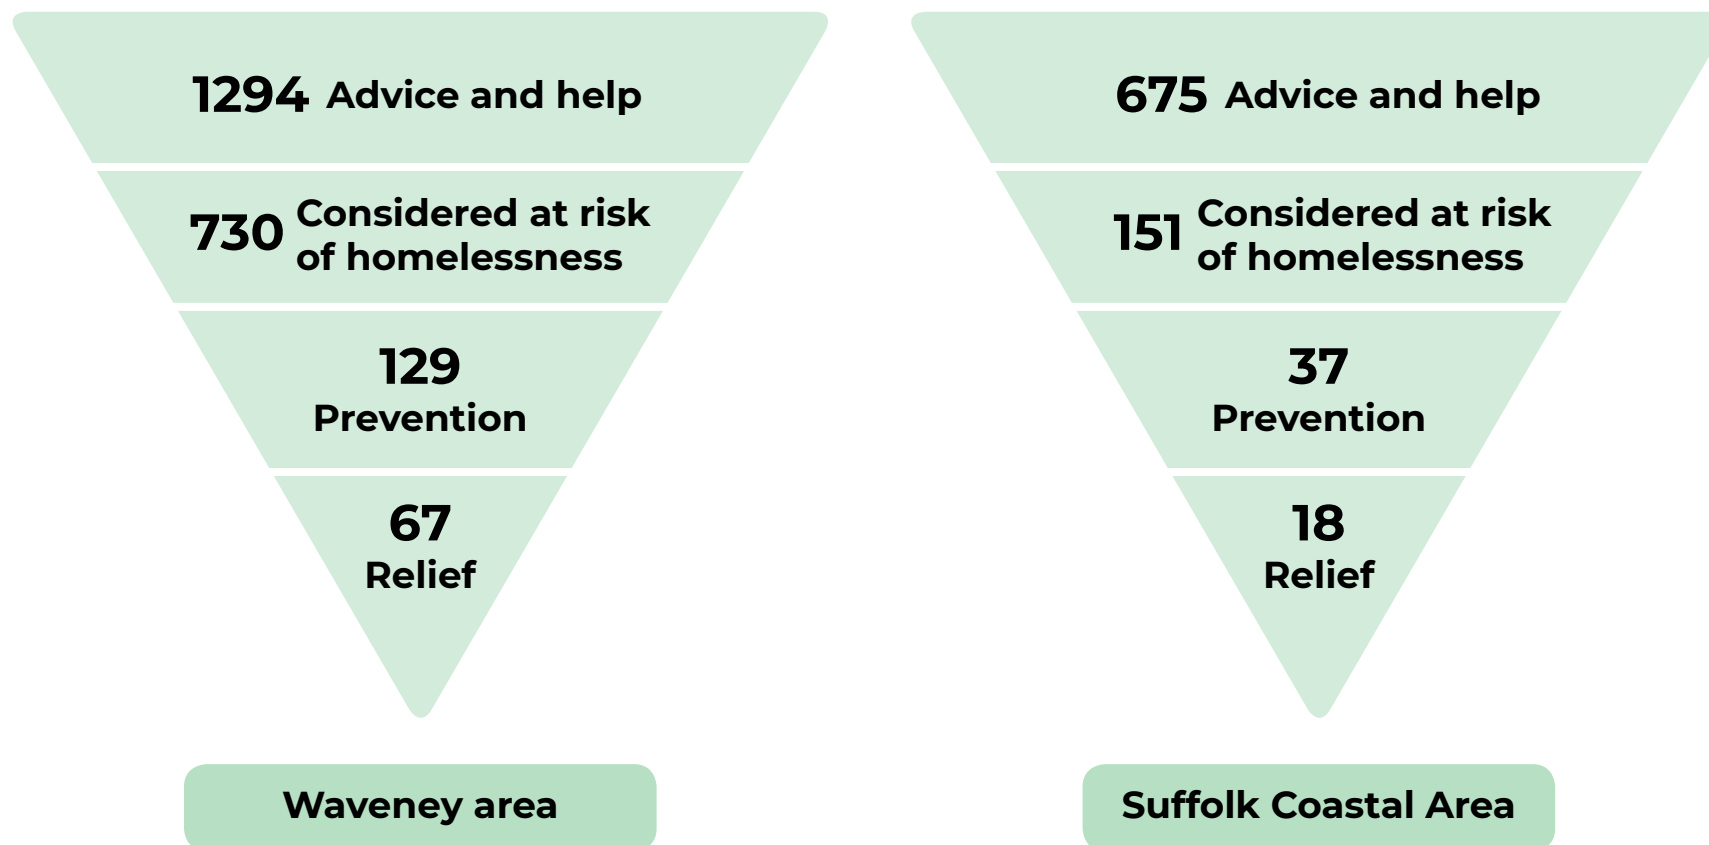 1294 Advice and help
730 Considered at risk
of homelessness
129
Prevention
67
Relief
Waveney area
675 Advice and help
151 Considered at risk
of homelessness
37
Prevention
18
Relief
Suffolk Coastal Area